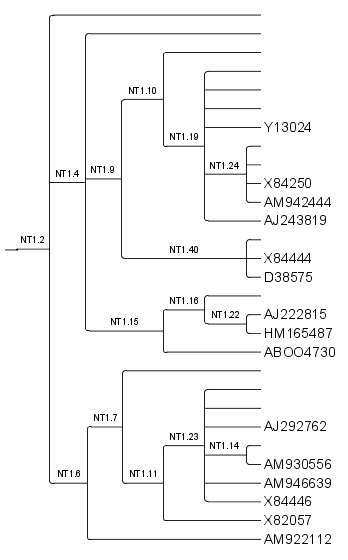 NT1.10
Y13024
NT1.19
NT1.24
NT1.4
NT1.9
X84250
AM942444
AJ243819
NT1.2
NT1.40
X84444
D38575
NT1.16
AJ222815
NT1.22
NT1.15
HM165487
ABOO4730
NT1.7
AJ292762
NT1.23
NT1.14
AM930556
NT1.6
NT1.11
AM946639
X84446
X82057
AM922112